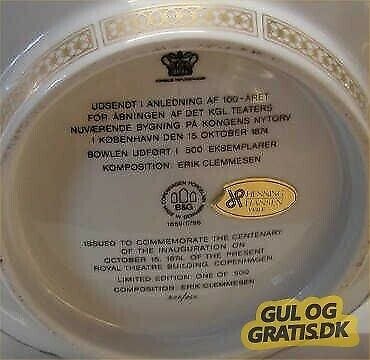 UDSENDT I ANLEDNING AF 100-ÅRET
FOR ÅBNINGEN AF DET KGL. TEATERS
NUVÆRENDE BYGNING PÅ KONGENS NYTORV
I KØBENHAVN DEN 15. OKTOBER 1874
BOWLEN UDFØRT I 500 EKSEMPLARER
KOMPOSITION: ERIK CLEMMESEN
B&G
HENNING
ISSUED TO COMMEMORATE THE CENTENARY
OF THE INAUGURATION ON
OCTOBER 15, 1874, OF THE PRESENT
ROYAL THEATRE BUILDING, COPENHAGEN
LIMITED EDITION: ONE OF 500
COMPOSITION: ERIK CLEMMESEN
GUL OG
GRATIS.DK